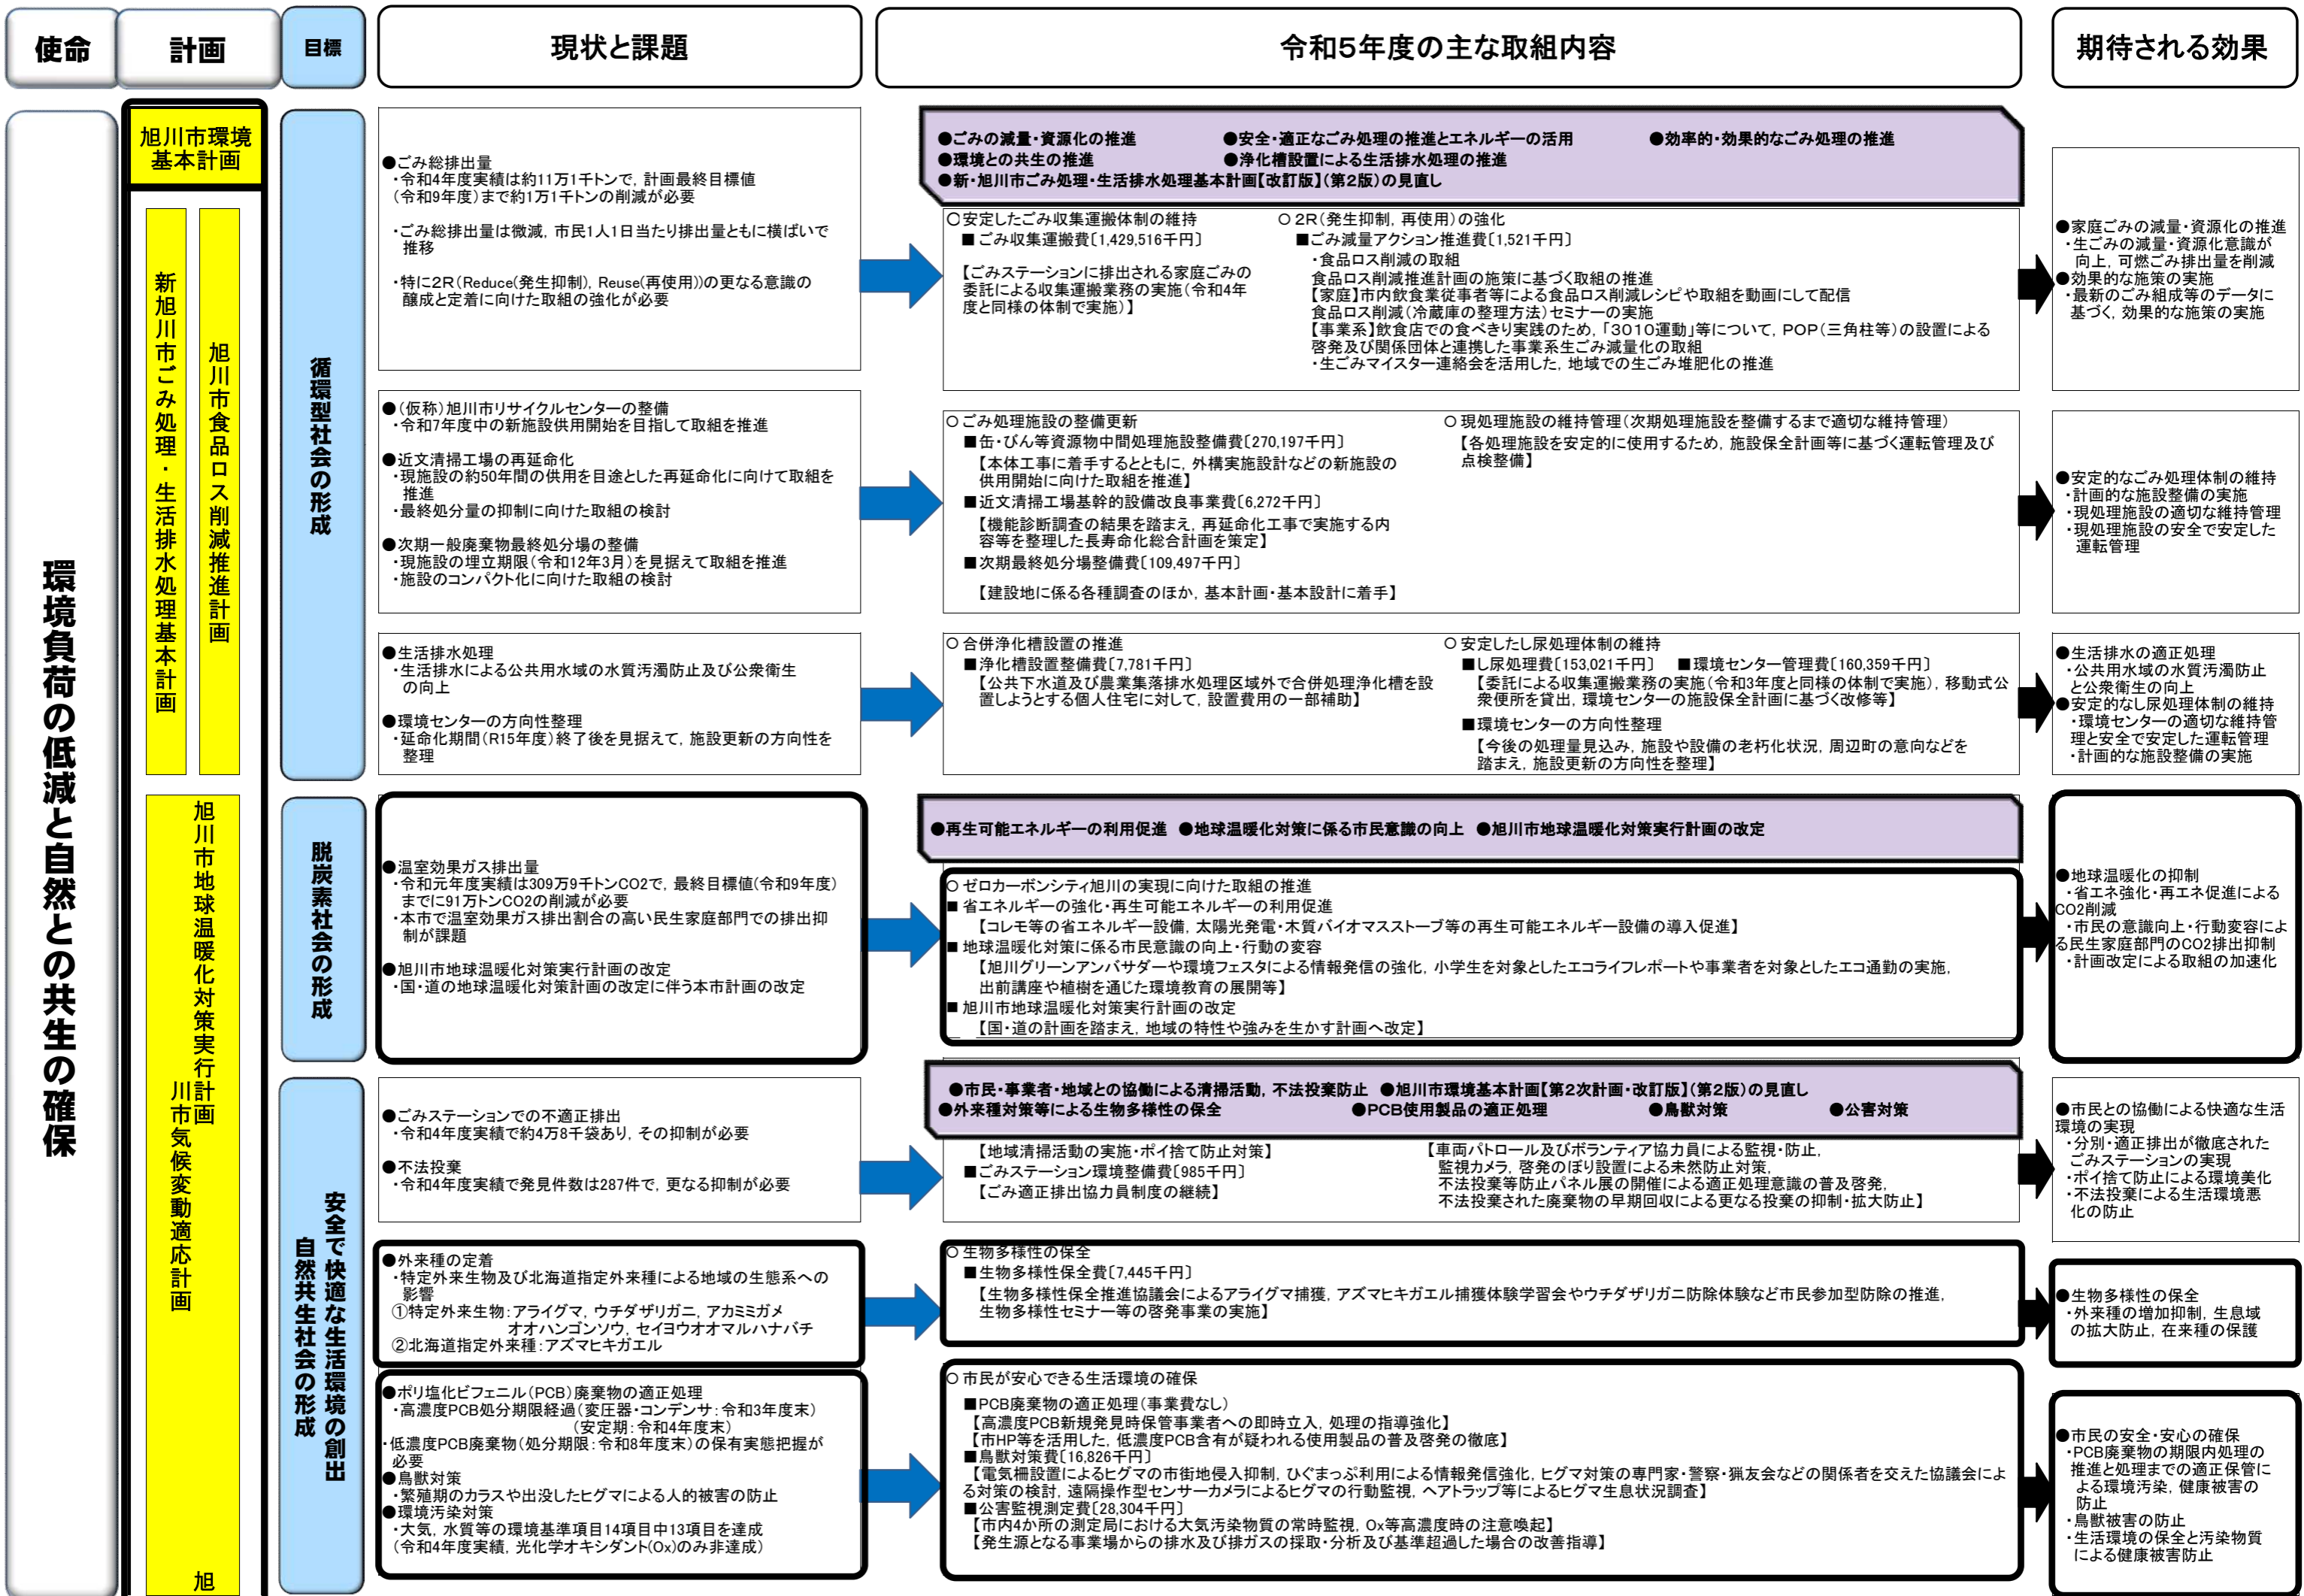 使命
計画
目標
現状と課題
令和5年度の主な取組内容
期待される効果
環境負荷の低減と自然との共生の確保
旭川市環境
基本計画
新旭川市ごみ処理・生活排水処理基本計画
旭川市食品ロス削減推進計画
旭川市地球温暖化対策実行計画
旭
川市気候変動適応計画
循環型社会の形成
●ごみ総排出量
・令和4年度実績は約11万1千トンで，計画最終目標値
（令和9年度）まで約1万1千トンの削減が必要
・ごみ総排出量は微減，市民1人1日当たり排出量ともに横ばいで
推移
・特に2R（Reduce(発生抑制)，Reuse(再使用))の更なる意識の
醸成と定着に向けた取組の強化が必要
●ごみの減量・資源化の推進 ●安全・適正なごみ処理の推進とエネルギーの活用 ●効率的・効果的なごみ処理の推進
●環境との共生の推進 ●浄化槽設置による生活排水処理の推進
●新・旭川市ごみ処理・生活排水処理基本計画【改訂版】（第2版）の見直し
○安定したごみ収集運搬体制の維持
■ごみ収集運搬費〔1,429,516千円〕
【ごみステーションに排出される家庭ごみの
委託による収集運搬業務の実施（令和4年
度と同様の体制で実施）】
○2R（発生抑制，再使用）の強化
■ごみ減量アクション推進費〔1,521千円〕
・食品ロス削減の取組
食品ロス削減推進計画の施策に基づく取組の推進
【家庭】市内飲食業従事者等による食品ロス削減レシピや取組を動画にして配信
食品ロス削減（冷蔵庫の整理方法）セミナーの実施
【事業系】飲食店での食べきり実践のため，「3010運動」等について，POP（三角柱等）の設置による
啓発及び関係団体と連携した事業系生ごみ減量化の取組
・生ごみマイスター連絡会を活用した，地域での生ごみ堆肥化の推進
●家庭ごみの減量・資源化の推進
・生ごみの減量・資源化意識が
向上，可燃ごみ排出量を削減
●効果的な施策の実施
・最新のごみ組成等のデータに
基づく，効果的な施策の実施
●（仮称）旭川市リサイクルセンターの整備
・令和7年度中の新施設供用開始を目指して取組を推進
●近文清掃工場の再延命化
・現施設の約50年間の供用を目途とした再延命化に向けて取組を
推進
・最終処分量の抑制に向けた取組の検討
●次期一般廃棄物最終処分場の整備
・現施設の埋立期限（令和12年3月）を見据えて取組を推進
・施設のコンパクト化に向けた取組の検討
○ごみ処理施設の整備更新
■缶・びん等資源物中間処理施設整備費〔270,197千円〕
【本体工事に着手するとともに，外構実施設計などの新施設の
供用開始に向けた取組を推進】
■近文清掃工場基幹的設備改良事業費〔6,272千円〕
【機能診断調査の結果を踏まえ，再延命化工事で実施する内
容等を整理した長寿命化総合計画を策定】
■次期最終処分場整備費〔109,497千円〕
【建設地に係る各種調査のほか，基本計画・基本設計に着手】
○現処理施設の維持管理（次期処理施設を整備するまで適切な維持管理）
【各処理施設を安定的に使用するため，施設保全計画等に基づく運転管理及び
点検整備】
●安定的なごみ処理体制の維持
・計画的な施設整備の実施
・現処理施設の適切な維持管理
・現処理施設の安全で安定した
運転管理
●生活排水処理
・生活排水による公共用水域の水質汚濁防止及び公衆衛生
の向上
●環境センターの方向性整理
・延命化期間（R15年度）終了後を見据えて，施設更新の方向性を
整理
○合併浄化槽設置の推進
■浄化槽設置整備費〔7,781千円〕
【公共下水道及び農業集落排水処理区域外で合併処理浄化槽を設
置しようとする個人住宅に対して，設置費用の一部補助】
○安定したし尿処理体制の維持
■し尿処理費〔153,021千円〕 ■環境センター管理費〔160,359千円〕
【委託による収集運搬業務の実施（令和3年度と同様の体制で実施），移動式公
衆便所を貸出，環境センターの施設保全計画に基づく改修等】
■環境センターの方向性整理
【今後の処理量見込み，施設や設備の老朽化状況，周辺町の意向などを
踏まえ，施設更新の方向性を整理】
●生活排水の適正処理
・公共用水域の水質汚濁防止
と公衆衛生の向上
●安定的なし尿処理体制の維持
・環境センターの適切な維持管
理と安全で安定した運転管理
・計画的な施設整備の実施
脱炭素社会の形成
●温室効果ガス排出量
・令和元年度実績は309万9千トンCO2で，最終目標値（令和9年度）
までに91万トンCO2の削減が必要
・本市で温室効果ガス排出割合の高い民生家庭部門での排出抑
制が課題
●旭川市地球温暖化対策実行計画の改定
・国・道の地球温暖化対策計画の改定に伴う本市計画の改定
●再生可能エネルギーの利用促進 ●地球温暖化対策に係る市民意識の向上 ●旭川市地球温暖化対策実行計画の改定
○ゼロカーボンシティ旭川の実現に向けた取組の推進
■省エネルギーの強化・再生可能エネルギーの利用促進
【コレモ等の省エネルギー設備，太陽光発電・木質バイオマスストーブ等の再生可能エネルギー設備の導入促進】
■地球温暖化対策に係る市民意識の向上・行動の変容
【旭川グリーンアンバサダーや環境フェスタによる情報発信の強化，小学生を対象としたエコライフレポートや事業者を対象としたエコ通勤の実施，
出前講座や植樹を通じた環境教育の展開等】
■旭川市地球温暖化対策実行計画の改定
【国・道の計画を踏まえ，地域の特性や強みを生かす計画へ改定】
●地球温暖化の抑制
・省エネ強化・再エネ促進による
CO2削減
・市民の意識向上・行動変容によ
る民生家庭部門のCO2排出抑制
・計画改定による取組の加速化
安全で快適な生活環境の創出
自然共生社会の形成
●ごみステーションでの不適正排出
・令和4年度実績で約4万8千袋あり，その抑制が必要
●不法投棄
・令和4年度実績で発見件数は287件で，更なる抑制が必要
●市民・事業者・地域との協働による清掃活動，不法投棄防止 ●旭川市環境基本計画【第2次計画・改訂版】（第2版）の見直し
●外来種対策等による生物多様性の保全 ●PCB使用製品の適正処理 ●鳥獣対策 ●公害対策
【地域清掃活動の実施・ポイ捨て防止対策】
■ごみステーション環境整備費〔985千円〕
【ごみ適正排出協力員制度の継続】
【車両パトロール及びボランティア協力員による監視・防止，
監視カメラ，啓発のぼり設置による未然防止対策，
不法投棄等防止パネル展の開催による適正処理意識の普及啓発，
不法投棄された廃棄物の早期回収による更なる投棄の抑制・拡大防止】
●市民との協働による快適な生活
環境の実現
・分別・適正排出が徹底された
ごみステーションの実現
・ポイ捨て防止による環境美化
・不法投棄による生活環境悪
化の防止
●外来種の定着
・特定外来生物及び北海道指定外来種による地域の生態系への
影響
①特定外来生物：アライグマ，ウチダザリガニ，アカミミガメ
オオハンゴンソウ，セイヨウオオマルハナバチ
②北海道指定外来種：アズマヒキガエル
○生物多様性の保全
■生物多様性保全費〔7,445千円〕
【生物多様性保全推進協議会によるアライグマ捕獲，アズマヒキガエル捕獲体験学習会やウチダザリガニ防除体験など市民参加型防除の推進，
生物多様性セミナー等の啓発事業の実施】
●生物多様性の保全
・外来種の増加抑制，生息域
の拡大防止，在来種の保護
●ポリ塩化ビフェニル（PCB）廃棄物の適正処理
・高濃度PCB処分期限経過（変圧器・コンデンサ：令和3年度末）
（安定期：令和4年度末）
・低濃度PCB廃棄物（処分期限：令和8年度末）の保有実態把握が
必要
●鳥獣対策
・繁殖期のカラスや出没したヒグマによる人的被害の防止
●環境汚染対策
・大気，水質等の環境基準項目14項目中13項目を達成
（令和4年度実績，光化学オキシダント(Ox)のみ非達成）
○市民が安心できる生活環境の確保
■PCB廃棄物の適正処理（事業費なし）
【高濃度PCB新規発見時保管事業者への即時立入，処理の指導強化】
【市HP等を活用した，低濃度PCB含有が疑われる使用製品の普及啓発の徹底】
■鳥獣対策費〔16,826千円〕
【電気柵設置によるヒグマの市街地侵入抑制，ひぐまっぷ利用による情報発信強化，ヒグマ対策の専門家・警察・猟友会などの関係者を交えた協議会によ
る対策の検討，遠隔操作型センサーカメラによるヒグマの行動監視，ヘアトラップ等によるヒグマ生息状況調査】
■公害監視測定費〔28,304千円〕
【市内4か所の測定局における大気汚染物質の常時監視，Ox等高濃度時の注意喚起】
【発生源となる事業場からの排水及び排ガスの採取・分析及び基準超過した場合の改善指導】
●市民の安全・安心の確保
・PCB廃棄物の期限内処理の
推進と処理までの適正保管に
よる環境汚染，健康被害の
防止
・鳥獣被害の防止
・生活環境の保全と汚染物質
による健康被害防止